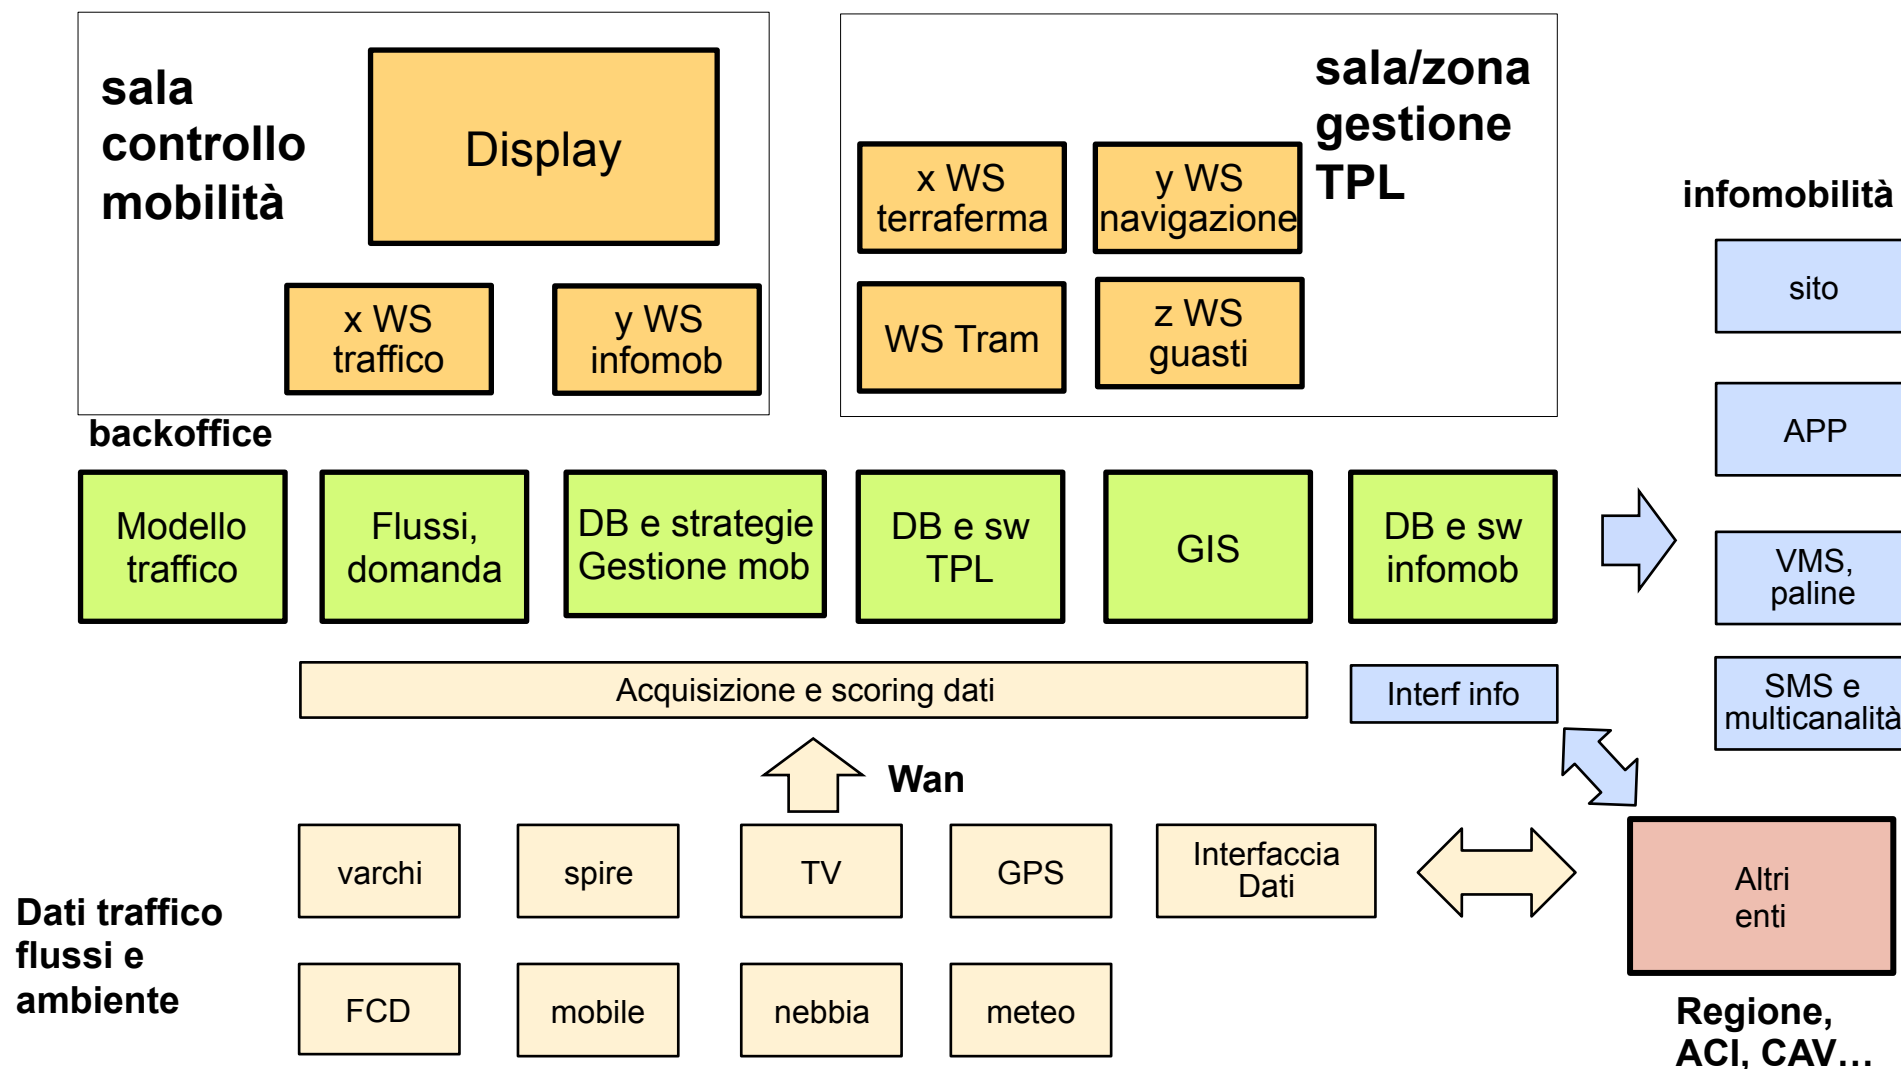 sala
controllo
mobilità
Display
x WS
traffico
y WS
infomob
sala/zona
gestione
TPL
x WS
terraferma
y WS
navigazione
WS Tram
z WS
guasti
infomobilità
sito
APP
VMS,
paline
SMS e
multicanalità
backoffice
Modello
traffico
Flussi,
domanda
DB e strategie
Gestione mob
DB e sw
TPL
GIS
DB e sw
infomob
Acquisizione e scoring dati
Interf info
Wan
varchi
spire
TV
GPS
Interfaccia
Dati
Altri
enti
Dati traffico
flussi e
ambiente
FCD
mobile
nebbia
meteo
Regione,
ACI, CAV…